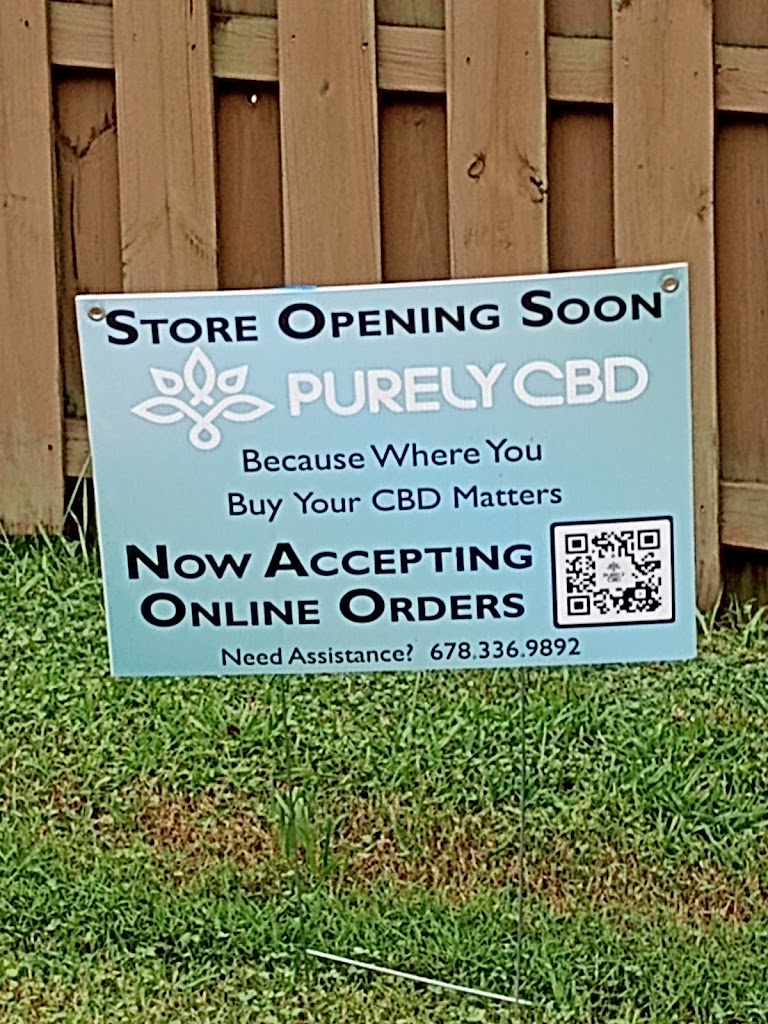 Store Opening Soon
PURELY CBD
Because Where You
Buy Your CBD Matters
Now Accepting
Online Orders
Need Assistance? 678.336.9892